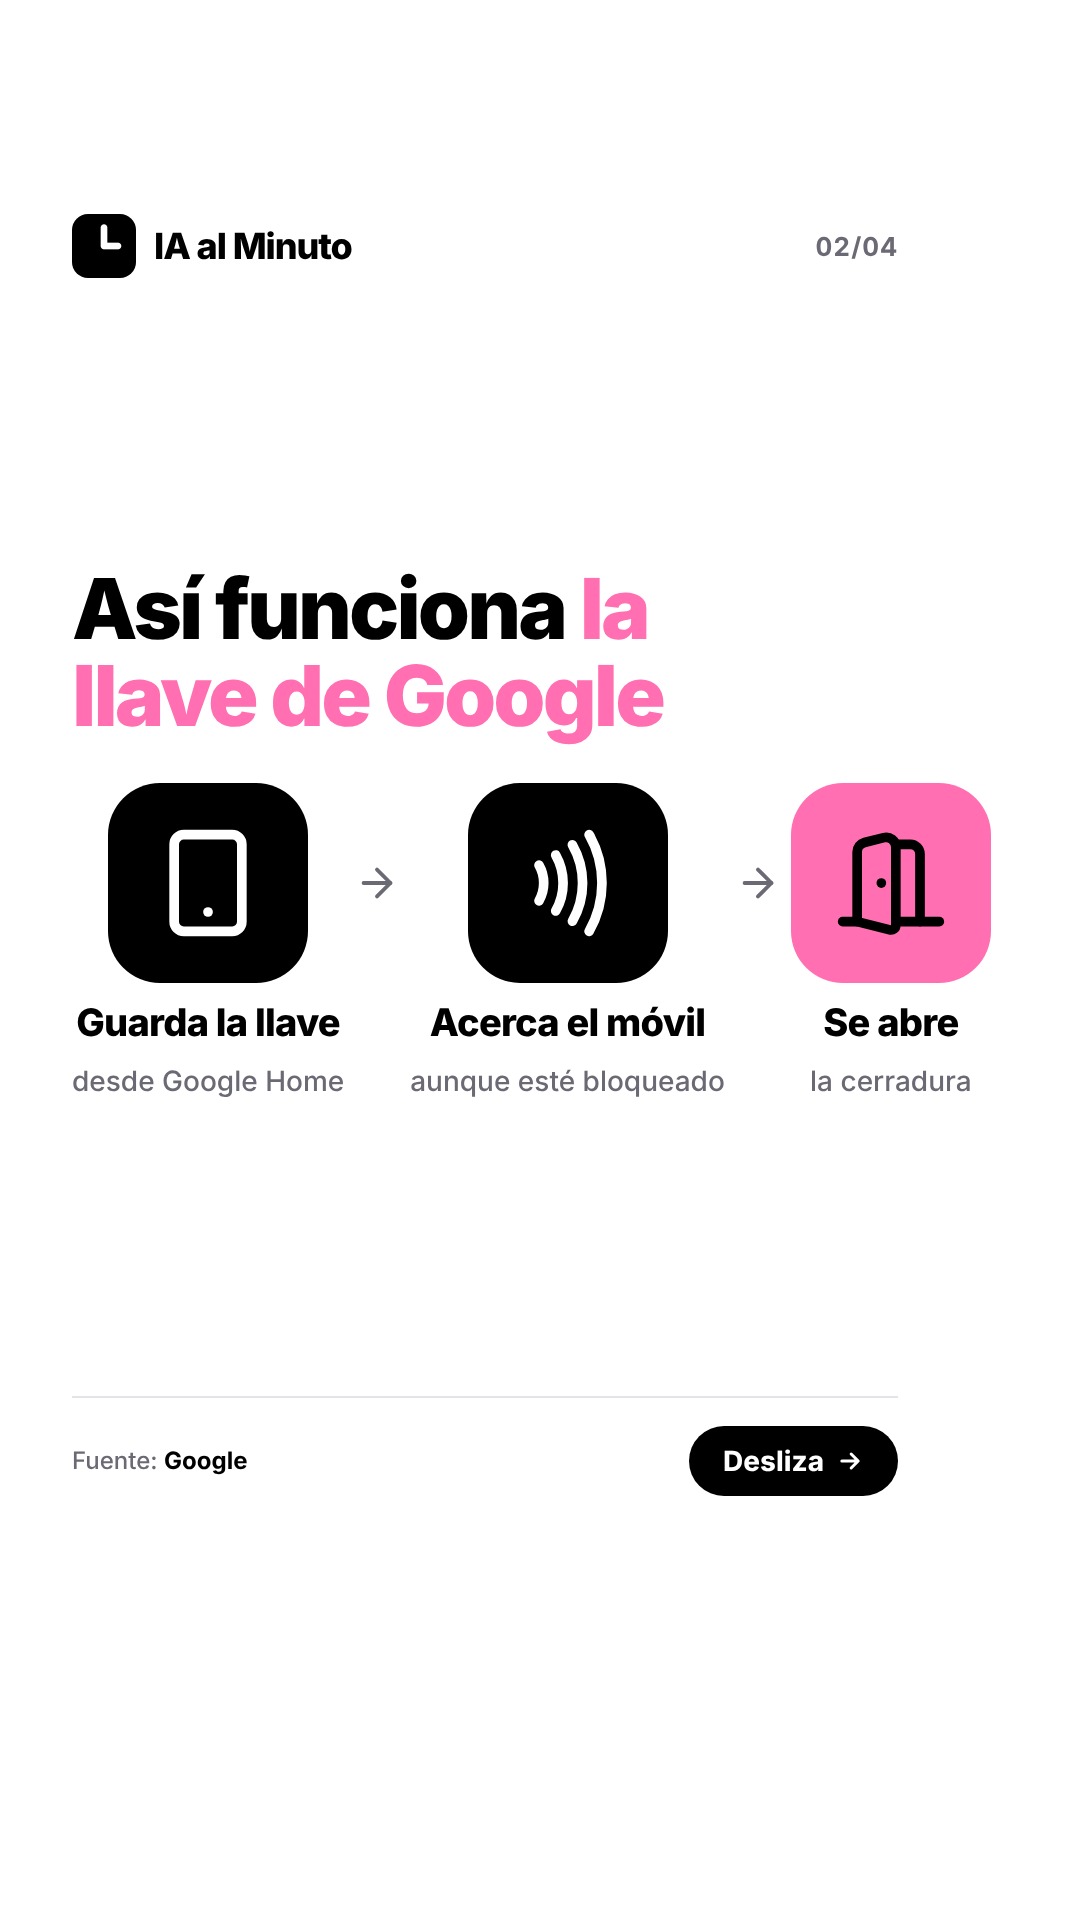 IA al Minuto
02/04
Así funciona la
llave de Google
Guarda la llave
desde Google Home
Acerca el móvil
aunque esté bloqueado
Se abre
la cerradura
Fuente: Google
Desliza →